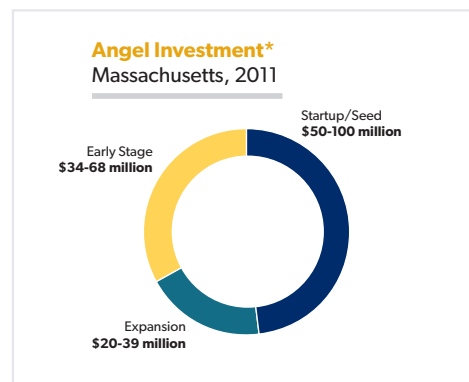 Angel Investment*
Massachusetts, 2011
Startup/Seed
$50-100 million
Early Stage
$34-68 million
Expansion
$20-39 million